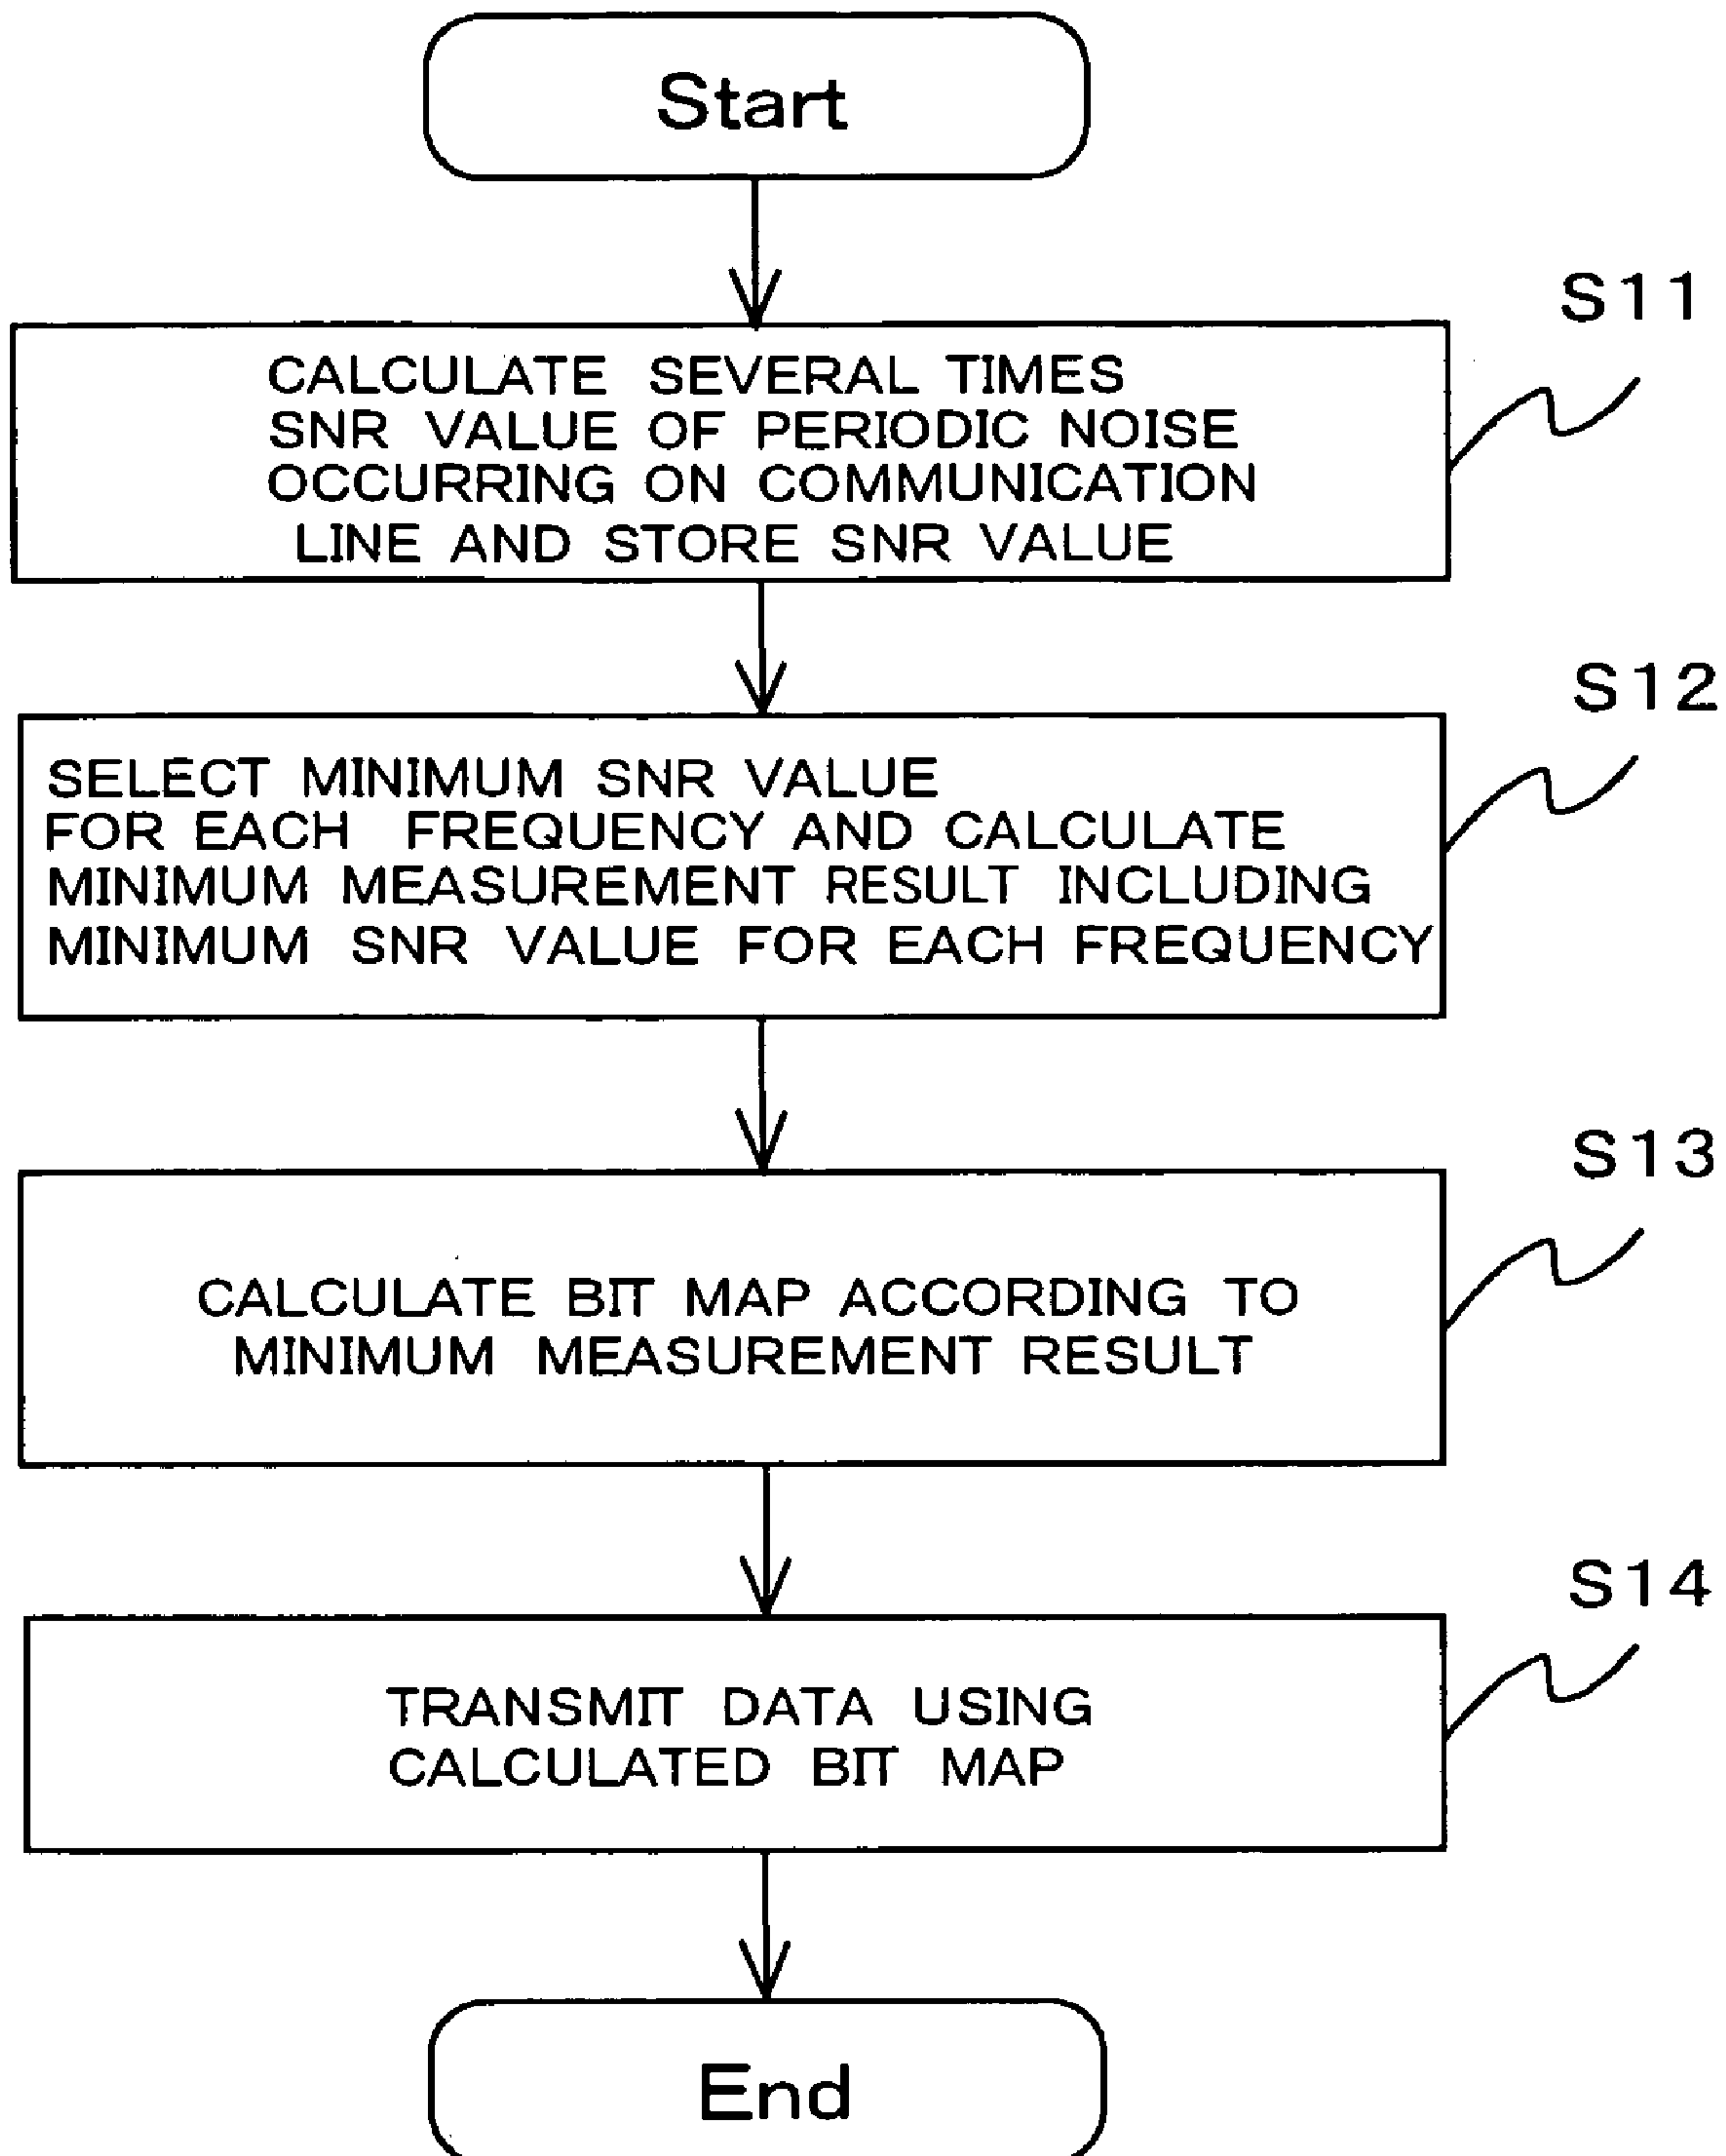 Start
S11
CALCULATE SEVERAL TIMES
SNR VALUE OF PERIODIC NOISE
OCCURRING ON COMMUNICATION
LINE AND STORE SNR VALUE
S12
SELECT MINIMUM SNR VALUE
FOR EACH FREQUENCY AND CALCULATE
MINIMUM MEASUREMENT RESULT INCLUDING
MINIMUM SNR VALUE FOR EACH FREQUENCY
S13
CALCULATE BIT MAP ACCORDING TO
MINIMUM MEASUREMENT RESULT
S14
TRANSMIT DATA USING
CALCULATED BIT MAP
End